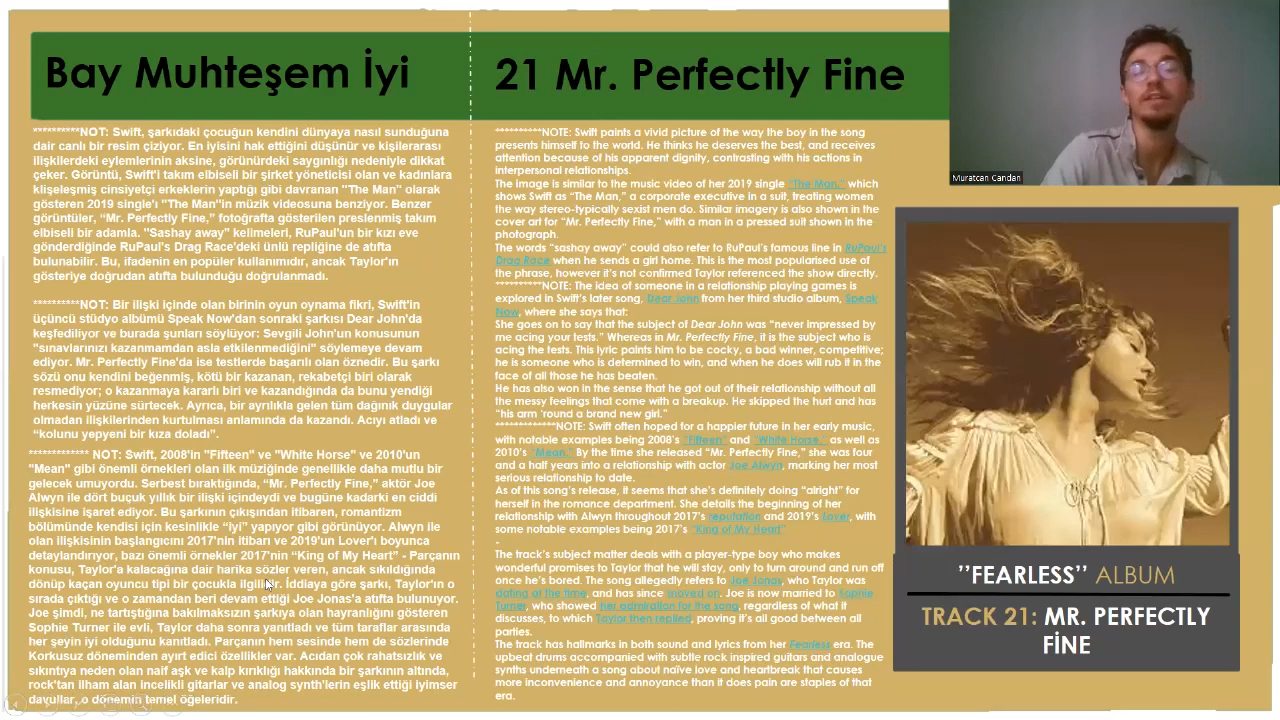 Bay Muhteşem İyi
**********NOT: Swift, şarkıdaki çocuğun kendini dünyaya nasıl sunduğuna
dair canlı bir resim çiziyor. En iyisini hak ettiğini düşünür ve kişilerarası
ilişkilerdeki eylemlerinin aksine, görünürdeki saygınlığı nedeniyle dikkat
çeker. Görüntü, Swift'i takım elbiseli bir şirket yöneticisi olan ve kadınlara
klişeleşmiş cinsiyetçi erkeklerin yaptığı gibi davranan "The Man" olarak
gösteren 2019 single'ı "The Man"in müzik videosuna benziyor. Benzer
görüntüler, “Mr. Perfectly Fine,” fotoğrafta gösterilen preslenmiş takım
elbiseli bir adamla. "Sashay away" kelimeleri, RuPaul'un bir kızı eve
gönderdiğinde RuPaul's Drag Race'deki ünlü repliğine de atıfta
bulunabilir. Bu, ifadenin en popüler kullanımıdır, ancak Taylor'ın
gösteriye doğrudan atıfta bulunduğu doğrulanmadı.
**********NOT: Bir ilişki içinde olan birinin oyun oynama fikri, Swift'in
üçüncü stüdyo albümü Speak Now'dan sonraki şarkısı Dear John'da
keşfediliyor ve burada şunları söylüyor: Sevgili John'un konusunun
"sınavlarınızı kazanmamdan asla etkilenmediğini" söylemeye devam
ediyor. Mr. Perfectly Fine'da ise testlerde başarılı olan öznedir. Bu şarkı
sözü onu kendini beğenmiş, kötü bir kazanan, rekabetçi biri olarak
resmediyor; o kazanmaya kararlı biri ve kazandığında da bunu yendiği
herkesin yüzüne sürtecek. Ayrıca, bir ayrılıkla gelen tüm dağınık duygular
olmadan ilişkilerinden kurtulması anlamında da kazandı. Acıyı atladı ve
“kolunu yepyeni bir kıza doladı”.
************* NOT: Swift, 2008'in "Fifteen" ve "White Horse" ve 2010'un
"Mean" gibi önemli örnekleri olan ilk müziğinde genellikle daha mutlu bir
gelecek umuyordu. Serbest bıraktığında, “Mr. Perfectly Fine,” aktör Joe
Alwyn ile dört buçuk yıllık bir ilişki içindeydi ve bugüne kadarki en ciddi
ilişkisine işaret ediyor. Bu şarkının çıkışından itibaren, romantizm
bölümünde kendisi için kesinlikle “iyi” yapıyor gibi görünüyor. Alwyn ile
olan ilişkisinin başlangıcını 2017'nin itibarı ve 2019'un Lover'ı boyunca
detaylandırıyor, bazı önemli örnekler 2017'nin “King of My Heart” - Parçanın
konusu, Taylor'a kalacağına dair harika sözler veren, ancak sıkıldığında
dönüp kaçan oyuncu tipi bir çocukla ilgilidir. İddiaya göre şarkı, Taylor'ın o
sırada çıktığı ve o zamandan beri devam ettiği Joe Jonas'a atıfta bulunuyor.
Joe şimdi, ne tartıştığına bakılmaksızın şarkıya olan hayranlığını gösteren
Sophie Turner ile evli, Taylor daha sonra yanıtladı ve tüm taraflar arasında
her şeyin iyi olduğunu kanıtladı. Parçanın hem sesinde hem de sözlerinde
Korkusuz döneminden ayırt edici özellikler var. Acıdan çok rahatsızlık ve
sıkıntıya neden olan naif aşk ve kalp kırıklığı hakkında bir şarkının altında,
rock'tan ilham alan incelikli gitarlar ve analog synth'lerin eşlik ettiği iyimser
davullar, o dönemin temel öğeleridir.
21 Mr. Perfectly Fine
**********NOTE: Swift paints a vivid picture of the way the boy in the song
presents himself to the world. He thinks he deserves the best, and receives
attention because of his apparent dignity, contrasting with his actions in
interpersonal relationships.
The image is similar to the music video of her 2019 single "The Man," which
shows Swift as “The Man,” a corporate executive in a suit, treating women
the way stereo-typically sexist men do. Similar imagery is also shown in the
cover art for “Mr. Perfectly Fine,” with a man in a pressed suit shown in the
photograph.
The words “sashay away” could also refer to RuPaul's famous line in RuPaul's
Drag Race when he sends a girl home. This is the most popularised use of
the phrase, however it's not confirmed Taylor referenced the show directly.
**********NOTE: The idea of someone in a relationship playing games is
explored in Swift's later song, Dear John from her third studio album, Speak
Now, where she says that:
She goes on to say that the subject of Dear John was “never impressed by
me acing your tests.” Whereas in Mr. Perfectly Fine, it is the subject who is
acing the tests. This lyric paints him to be cocky, a bad winner, competitive;
he is someone who is determined to win, and when he does will rub it in the
face of all those he has beaten.
He has also won in the sense that he got out of their relationship without all
the messy feelings that come with a breakup. He skipped the hurt and has
“his arm 'round a brand new girl.”
*************NOTE: Swift often hoped for a happier future in her early music,
with notable examples being 2008's "Fifteen" and "White Horse," as well as
2010's "Mean." By the time she released “Mr. Perfectly Fine,” she was four
and a half years into a relationship with actor Joe Alwyn, marking her most
serious relationship to date.
As of this song's release, it seems that she's definitely doing “alright” for
herself in the romance department. She details the beginning of her
relationship with Alwyn throughout 2017's reputation and 2019's Lover, with
some notable examples being 2017's "King of My Heart"
-
The track's subject matter deals with a player-type boy who makes
wonderful promises to Taylor that he will stay, only to turn around and run off
once he's bored. The song allegedly refers to Joe Jonas, who Taylor was
dating at the time, and has since moved on. Joe is now married to Sophie
Turner, who showed her admiration for the song, regardless of what it
discusses, to which Taylor then replied, proving it's all good between all
parties.
The track has hallmarks in both sound and lyrics from her Fearless era. The
upbeat drums accompanied with subtle rock inspired guitars and analogue
synths underneath a song about naïve love and heartbreak that causes
more inconvenience and annoyance than it does pain are staples of that
era.
Muratcan Candan
’’FEARLESS’’ ALBUM
TRACK 21: MR. PERFECTLY
FİNE